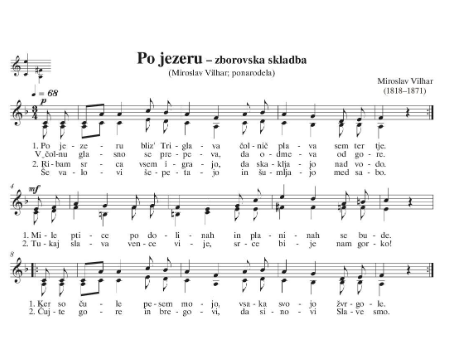 Po jezeru – zborovska skladba
(Miroslav Vilhar; ponarodela)
Miroslav Vilhar
(1818–1871)
= 68
p
1. Po je- ze- ru bliz' Tri- gla- va čol- nič pla- va sem ter tje.
V čol- nu gla- sno se pre- pe- va, da o- dme- va od go- re.
2. Ri- bam sr- ca vsem i- gra- jo, da skak- lja- jo nad vo- do.
Še va- lo- vi še- pe- ta- jo in šu- mlja- jo med sa- bo.
4
mf
1. Mi- le pti- ce po do- li- nah in pla- ni- nah se bu- de.
2. Tu- kaj sla- va ven- ce vi- je, sr- ce bi- je nam gor- ko!
8
1. Ker so ču- le pe- sem mo- jo, vsa- ka svo- jo žvr- go- le.
2. Čuj- te go- re in bre- go- vi, da si- no- vi Sla- ve smo.